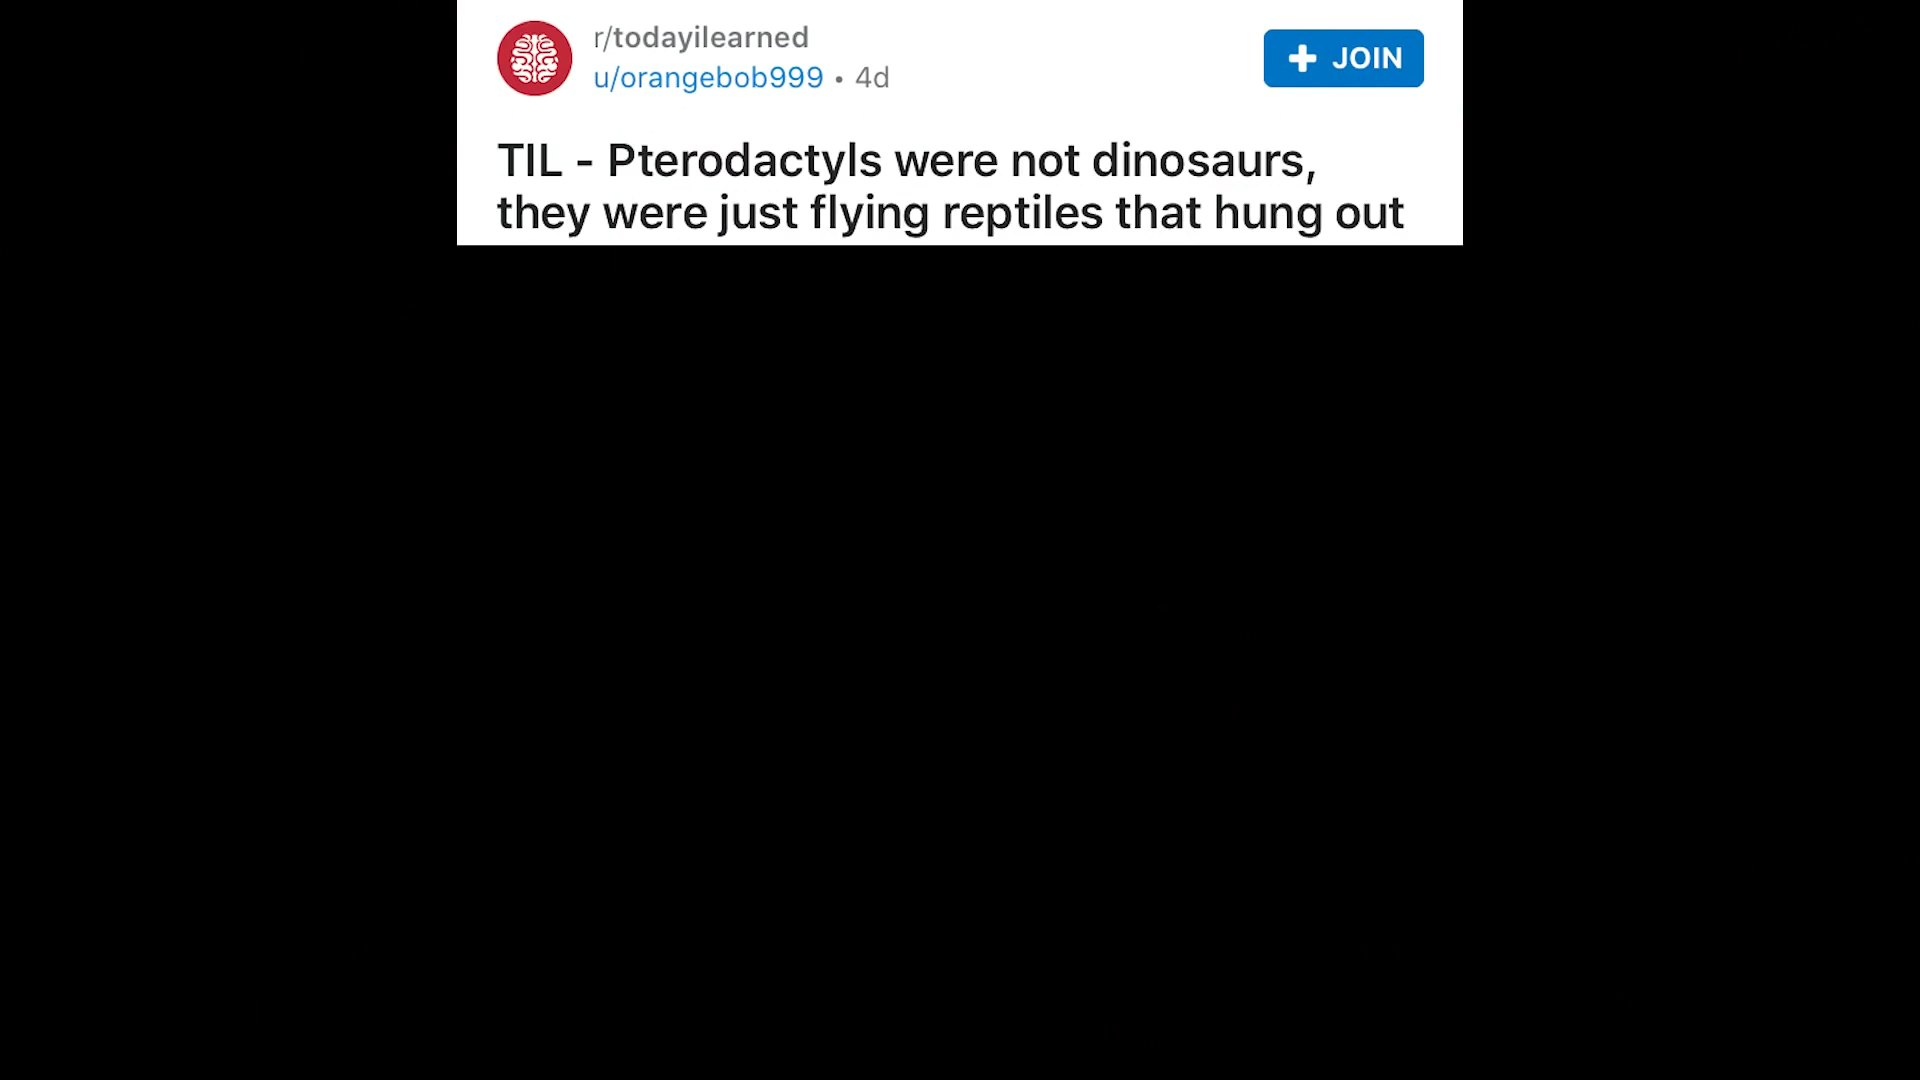 r/todayilearned
u/orangebob999 • 4d
JOIN
TIL - Pterodactyls were not dinosaurs,
they were just flying reptiles that hung out